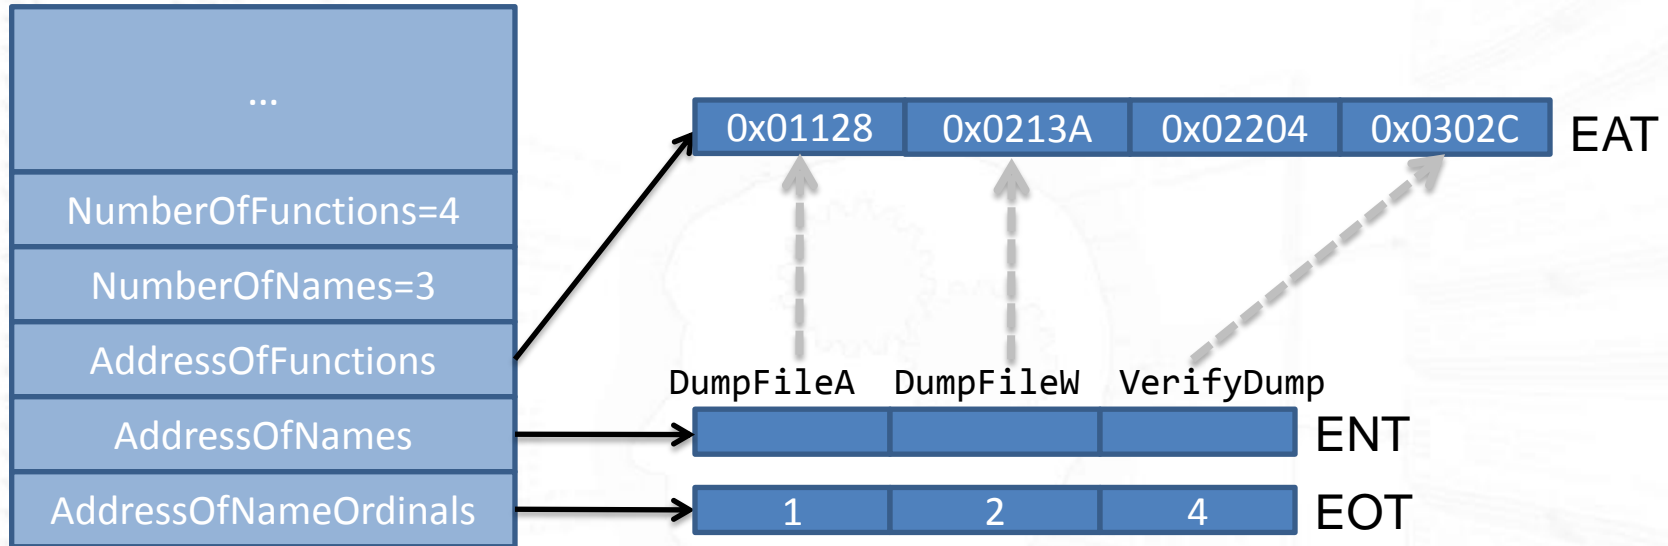 ...
NumberOfFunctions=4
NumberOfNames=3
AddressOfFunctions
AddressOfNames
AddressOfNameOrdinals
0x01128 0x0213A 0x02204 0x0302C EAT
DumpFileA DumpFileW VerifyDump
ENT
1 2 4 EOT